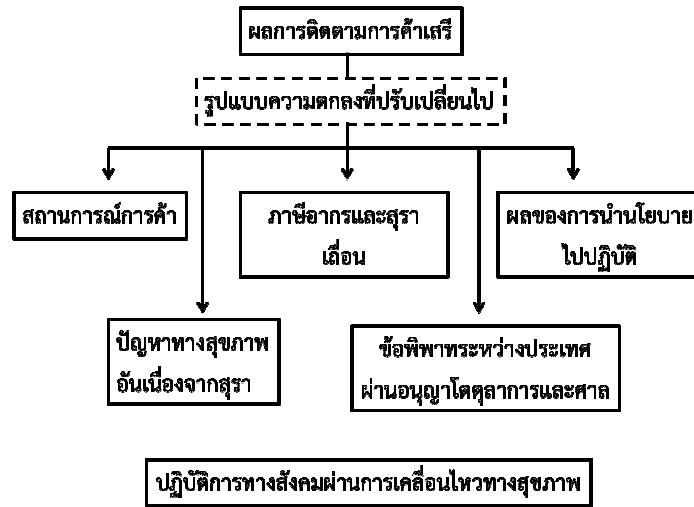 ผลการติดตามการค้าเสรี
รูปแบบความตกลงที่ปรับเปลี่ยนไป
สถานการณ์การค้า
ภาษีอากรและสุรา
เถื่อน
ผลของการนำนโยบาย
ไปปฏิบัติ
ปัญหาทางสุขภาพ
อันเนื่องจากสุรา
ข้อพิพาทระหว่างประเทศ
ผ่านอนุญาโตตุลาการและศาล
ปฏิบัติการทางสังคมผ่านการเคลื่อนไหวทางสุขภาพ